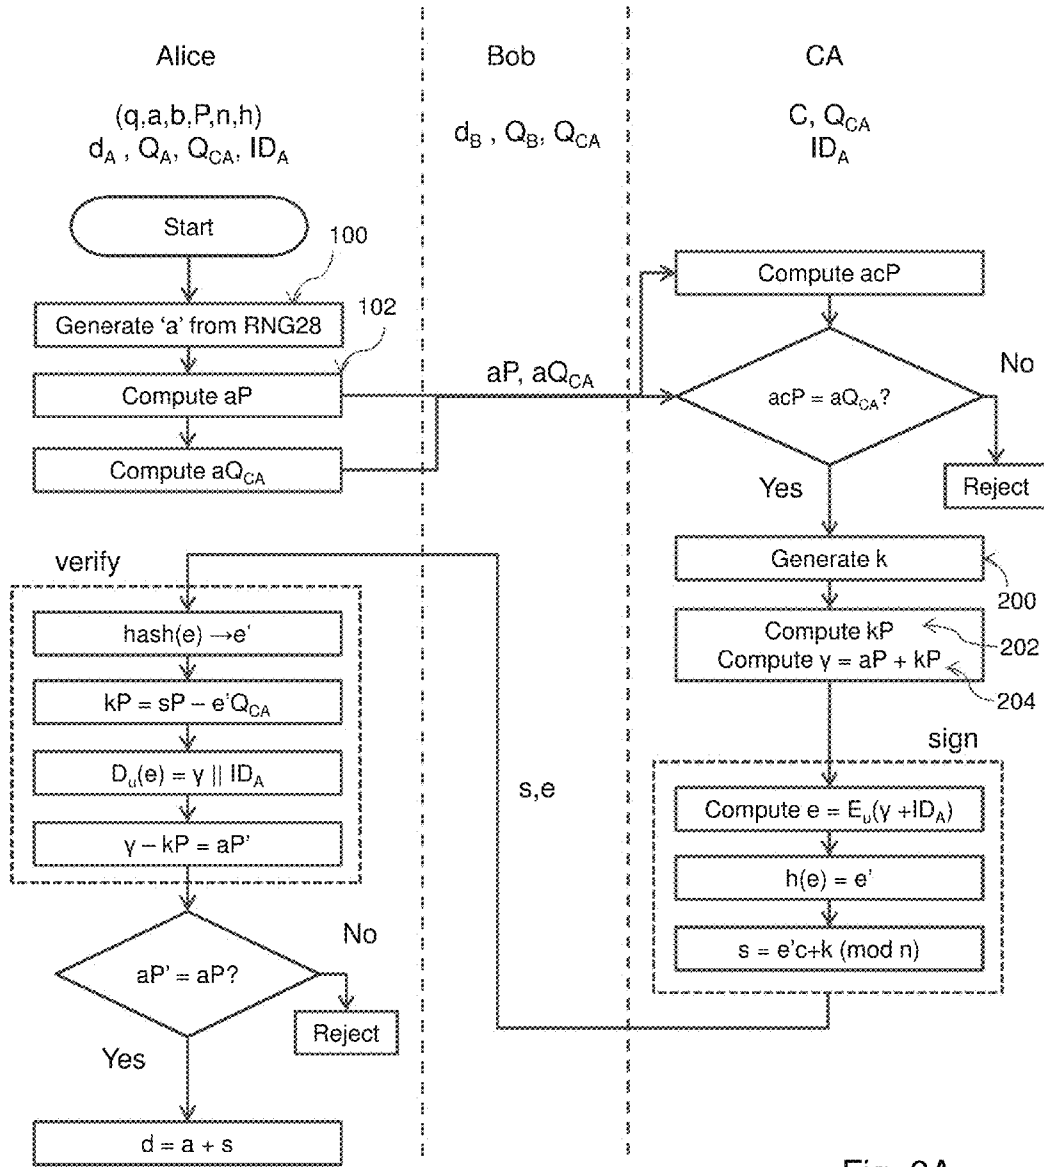 Alice
Bob
CA
(q,a,b,P,n,h)
d_A , Q_A, Q_CA, ID_A
d_B , Q_B, Q_CA
C, Q_CA
ID_A
Start
100
Generate 'a' from RNG28
102
Compute aP
Compute aQ_CA
aP, aQ_CA
Compute acP
acP = aQ_CA?
No
Reject
Yes
Generate k
200
Compute kP
202
Compute γ = aP + kP
204
sign
Compute e = E_u(γ +ID_A)
h(e) = e'
s = e'c+k (mod n)
s,e
verify
hash(e) →e'
kP = sP – e'Q_CA
D_u(e) = γ || ID_A
γ – kP = aP'
aP' = aP?
No
Reject
Yes
d = a + s